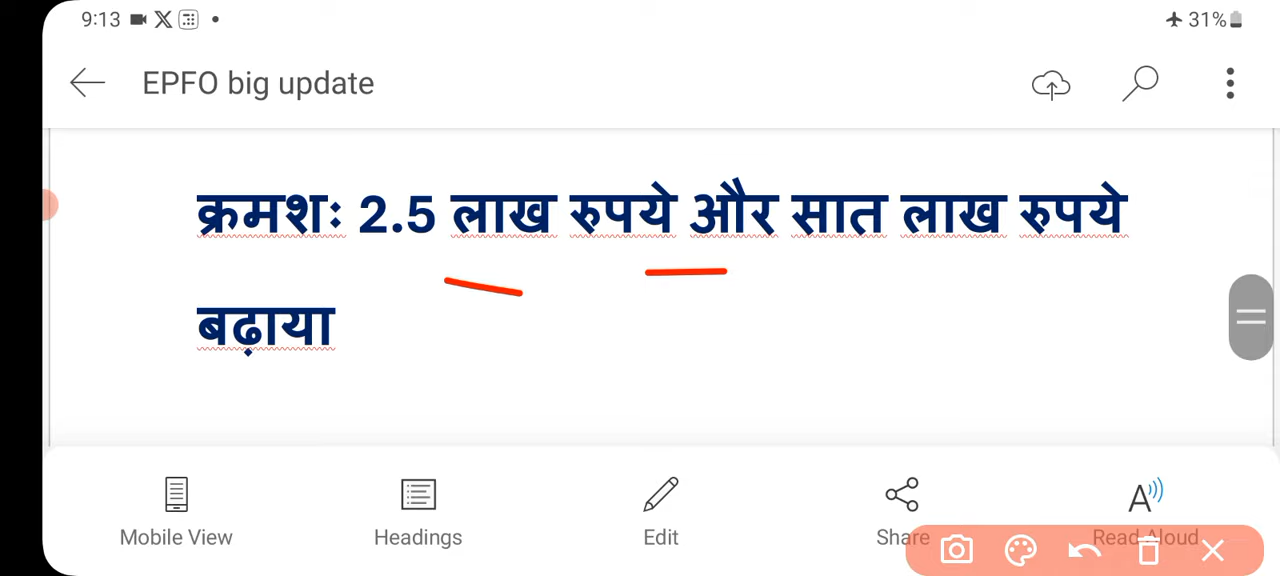 9:13
31%
EPFO big update
क्रमशः 2.5 लाख रुपये और सात लाख रुपये
बढ़ाया
Mobile View
Headings
Edit
Share
Read Aloud